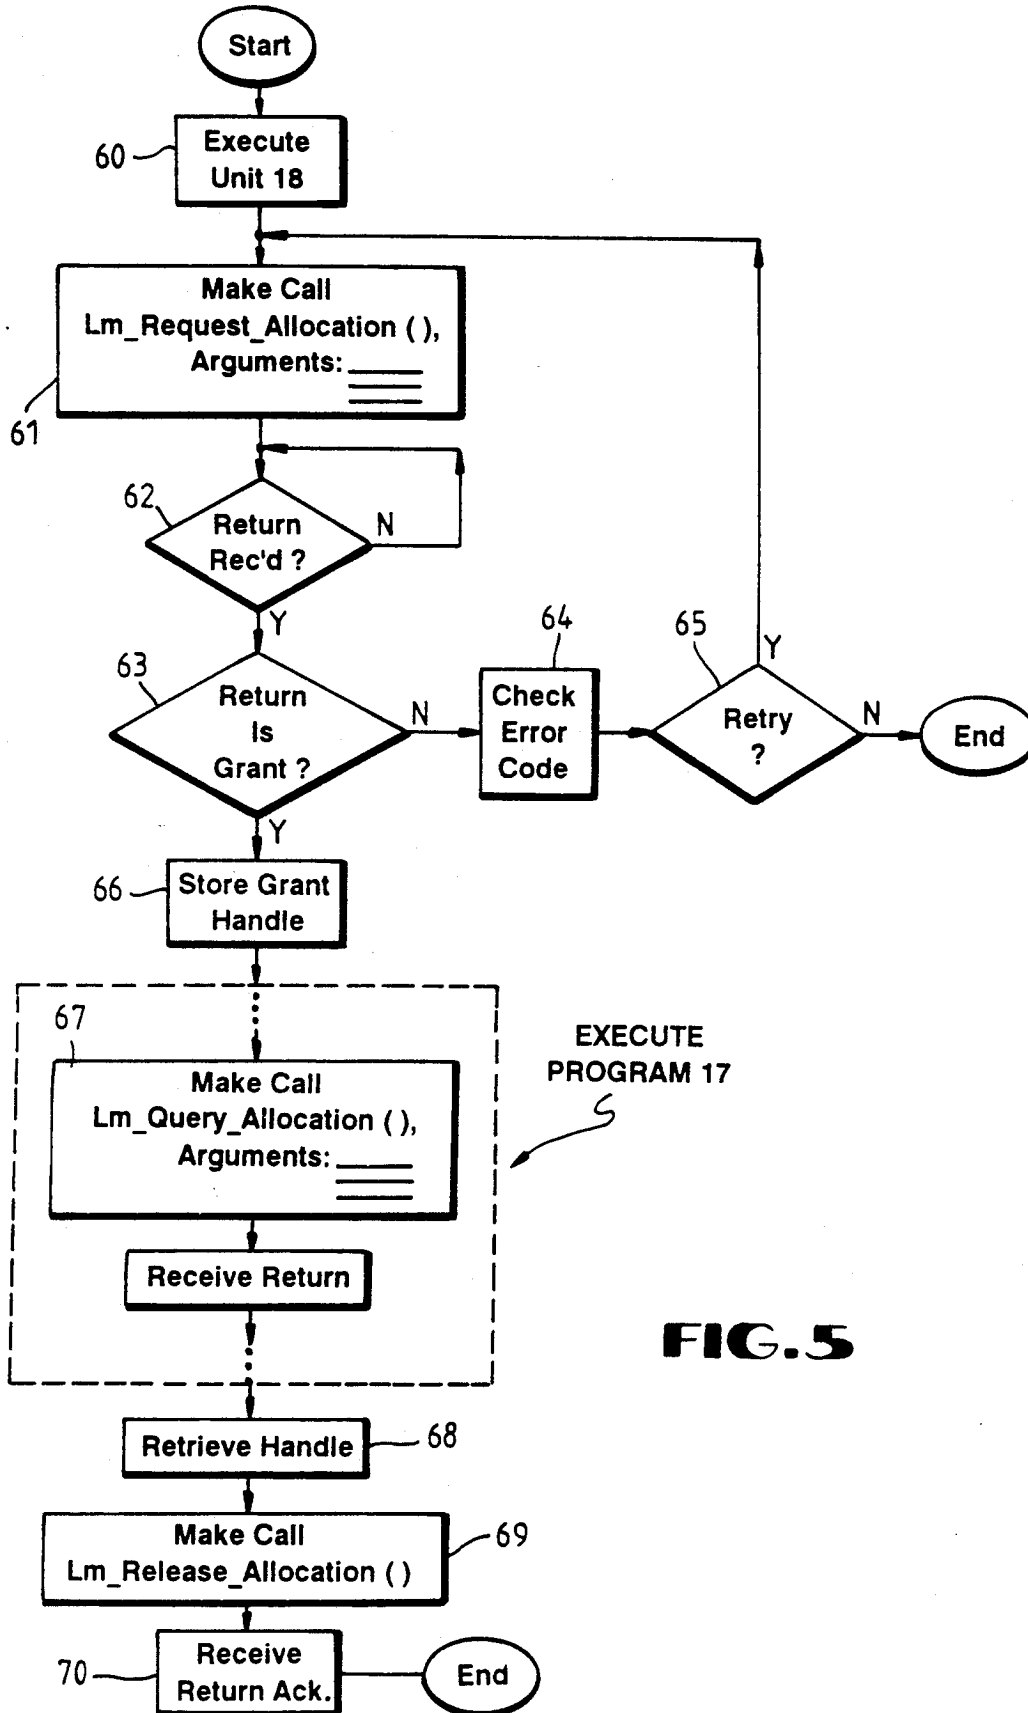 Start
60
Execute
Unit 18
Make Call
Lm_Request_Allocation ( ),
Arguments:
61
62
Return
Rec'd ?
N
Y
63
Return
Is
Grant ?
N
Y
64
Check
Error
Code
65
Retry
?
Y
N
End
66
Store Grant
Handle
67
Make Call
Lm_Query_Allocation ( ),
Arguments:
Receive Return
EXECUTE
PROGRAM 17
FIG.5
Retrieve Handle
68
Make Call
Lm_Release_Allocation ( )
69
70
Receive
Return Ack.
End